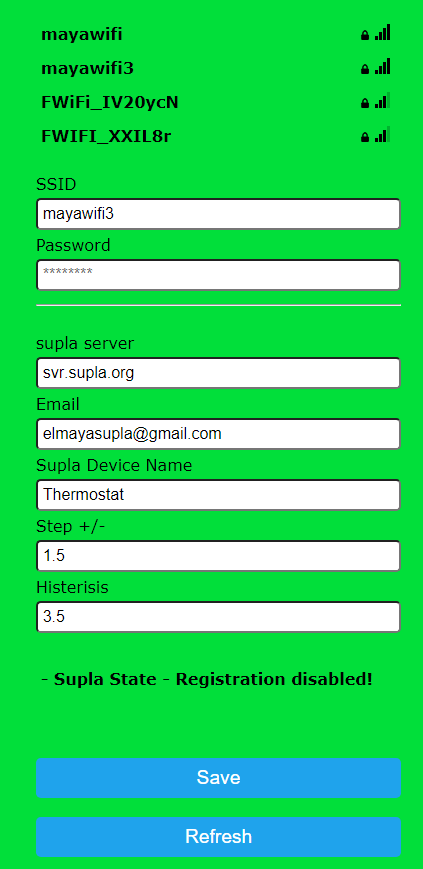 mayawifi
mayawifi3
FWiFi_IV20ycN
FWIFI_XXIL8r
SSID
mayawifi3
Password
********
supla server
svr.supla.org
Email
elmayasupla@gmail.com
Supla Device Name
Thermostat
Step +/-
1.5
Histerisis
3.5
- Supla State - Registration disabled!
Save
Refresh